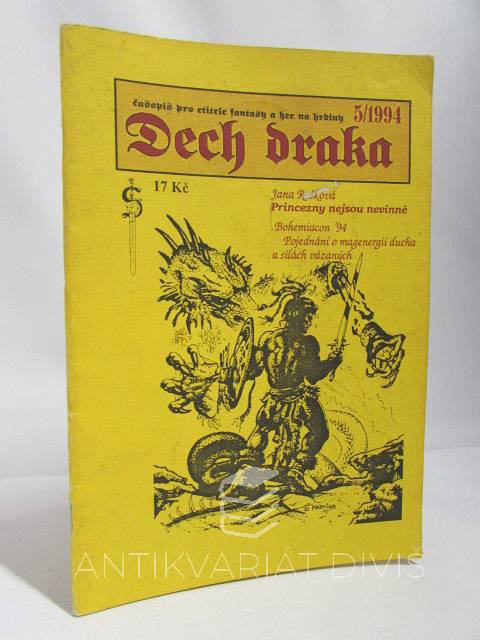 časopis pro ctitele fantasy a her na hrdiny 5/1994
Dech draka
17 Kč
Jana
Princezny nejsou nevinné
Bohemiacon '94
Pojednání o magenergii ducha
a silách vázaných
ANTIKVARIÁT DIVIŠ